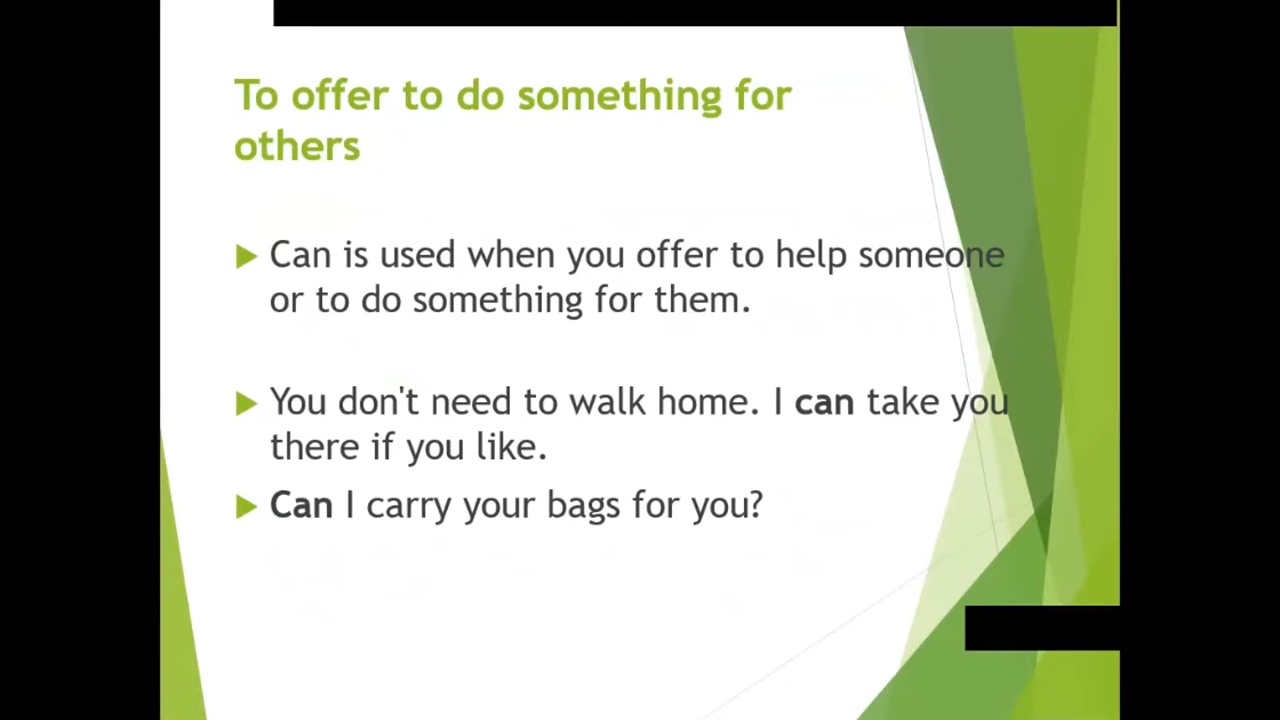 To offer to do something for
others
Can is used when you offer to help someone
or to do something for them.
You don't need to walk home. I can take you
there if you like.
Can I carry your bags for you?